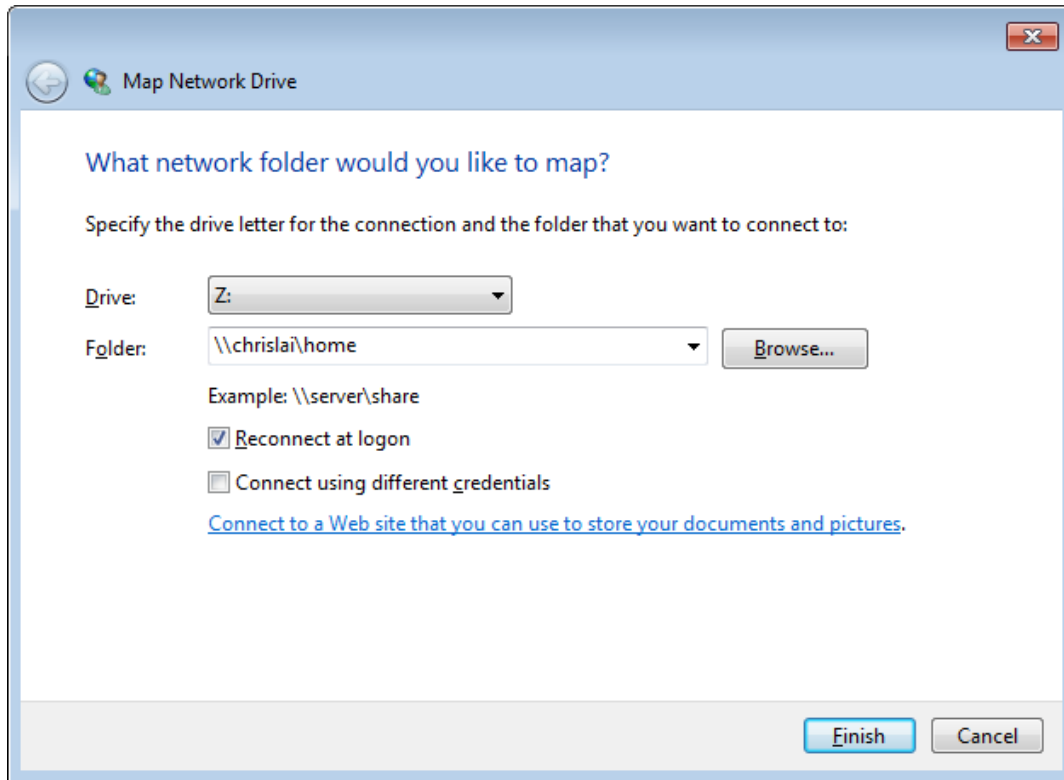 Map Network Drive
What network folder would you like to map?
Specify the drive letter for the connection and the folder that you want to connect to:
Drive: Z:
Folder: \\chrislai\home Browse...
Example: \\server\share
Reconnect at logon
Connect using different credentials
Connect to a Web site that you can use to store your documents and pictures.
Finish Cancel